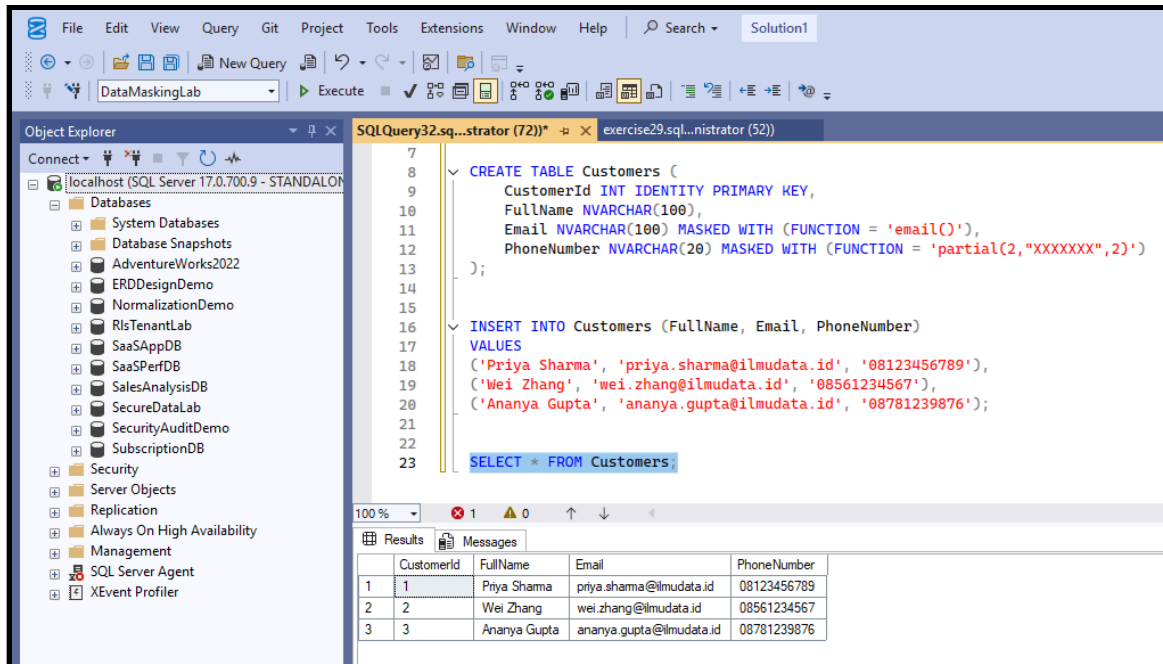 File Edit View Query Git Project Tools Extensions Window Help Search Solution1
New Query
DataMaskingLab Execute
Object Explorer
Connect
localhost (SQL Server 17.0.700.9 - STANDALON
Databases
System Databases
Database Snapshots
AdventureWorks2022
ERDDesignDemo
NormalizationDemo
RlsTenantLab
SaaSAppDB
SaaSPerfDB
SalesAnalysisDB
SecureDataLab
SecurityAuditDemo
SubscriptionDB
Security
Server Objects
Replication
Always On High Availability
Management
SQL Server Agent
XEvent Profiler
SQLQuery32.sq...strator (72))* exercise29.sql...nistrator (52))
7
8 CREATE TABLE Customers (
9 CustomerId INT IDENTITY PRIMARY KEY,
10 FullName NVARCHAR(100),
11 Email NVARCHAR(100) MASKED WITH (FUNCTION = 'email()'),
12 PhoneNumber NVARCHAR(20) MASKED WITH (FUNCTION = 'partial(2,"XXXXXXX",2)')
13 );
14
15
16 INSERT INTO Customers (FullName, Email, PhoneNumber)
17 VALUES
18 ('Priya Sharma', 'priya.sharma@ilmudata.id', '08123456789'),
19 ('Wei Zhang', 'wei.zhang@ilmudata.id', '08561234567'),
20 ('Ananya Gupta', 'ananya.gupta@ilmudata.id', '08781239876');
21
22
23 SELECT * FROM Customers;
100 % 1 0
Results Messages
CustomerId FullName Email PhoneNumber
1 1 Priya Sharma priya.sharma@ilmudata.id 08123456789
2 2 Wei Zhang wei.zhang@ilmudata.id 08561234567
3 3 Ananya Gupta ananya.gupta@ilmudata.id 08781239876